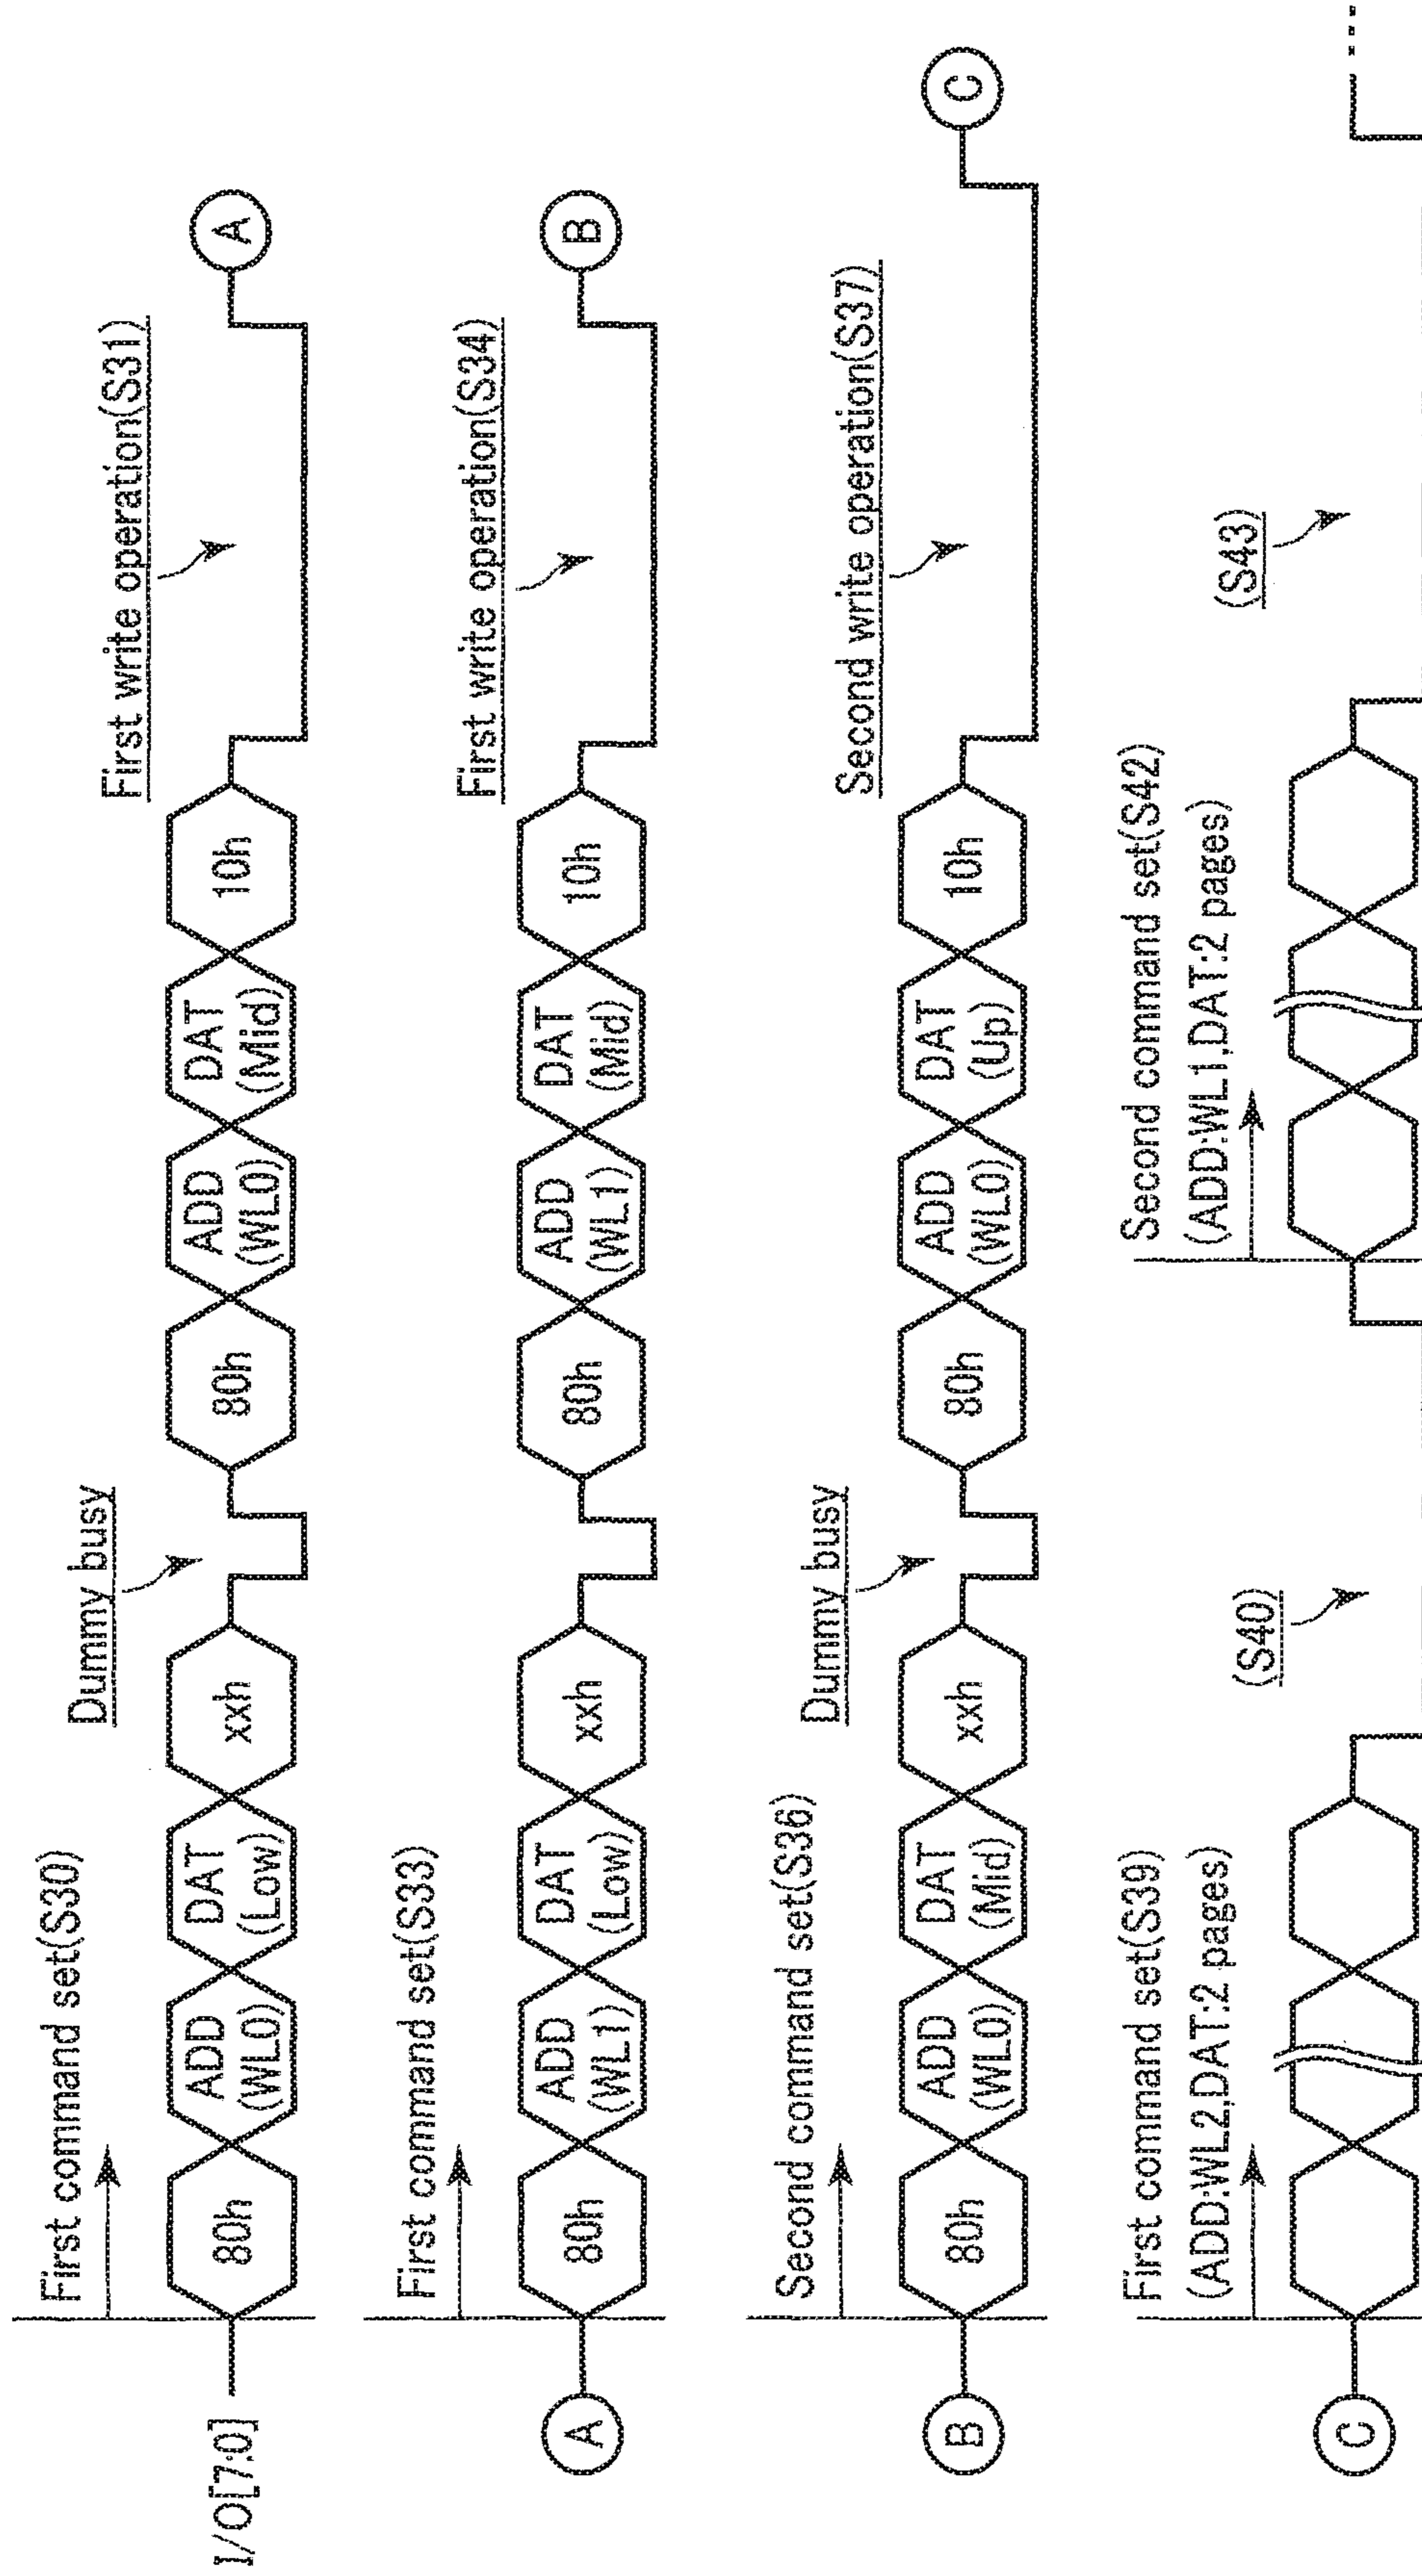 First command set(S30)
Dummy busy
First write operation(S31)
I/O[7:0]
80h
ADD
(WL0)
DAT
(Low)
xxh
80h
ADD
(WL0)
DAT
(Mid)
10h
A
First command set(S33)
First write operation(S34)
A
80h
ADD
(WL1)
DAT
(Low)
xxh
80h
ADD
(WL1)
DAT
(Mid)
10h
B
Second command set(S36)
Dummy busy
Second write operation(S37)
B
80h
ADD
(WL0)
DAT
(Mid)
xxh
80h
ADD
(WL0)
DAT
(Up)
10h
C
First command set(S39)
(ADD:WL2,DAT:2 pages)
(S40)
Second command set(S42)
(ADD:WL1,DAT:2 pages)
(S43)
C